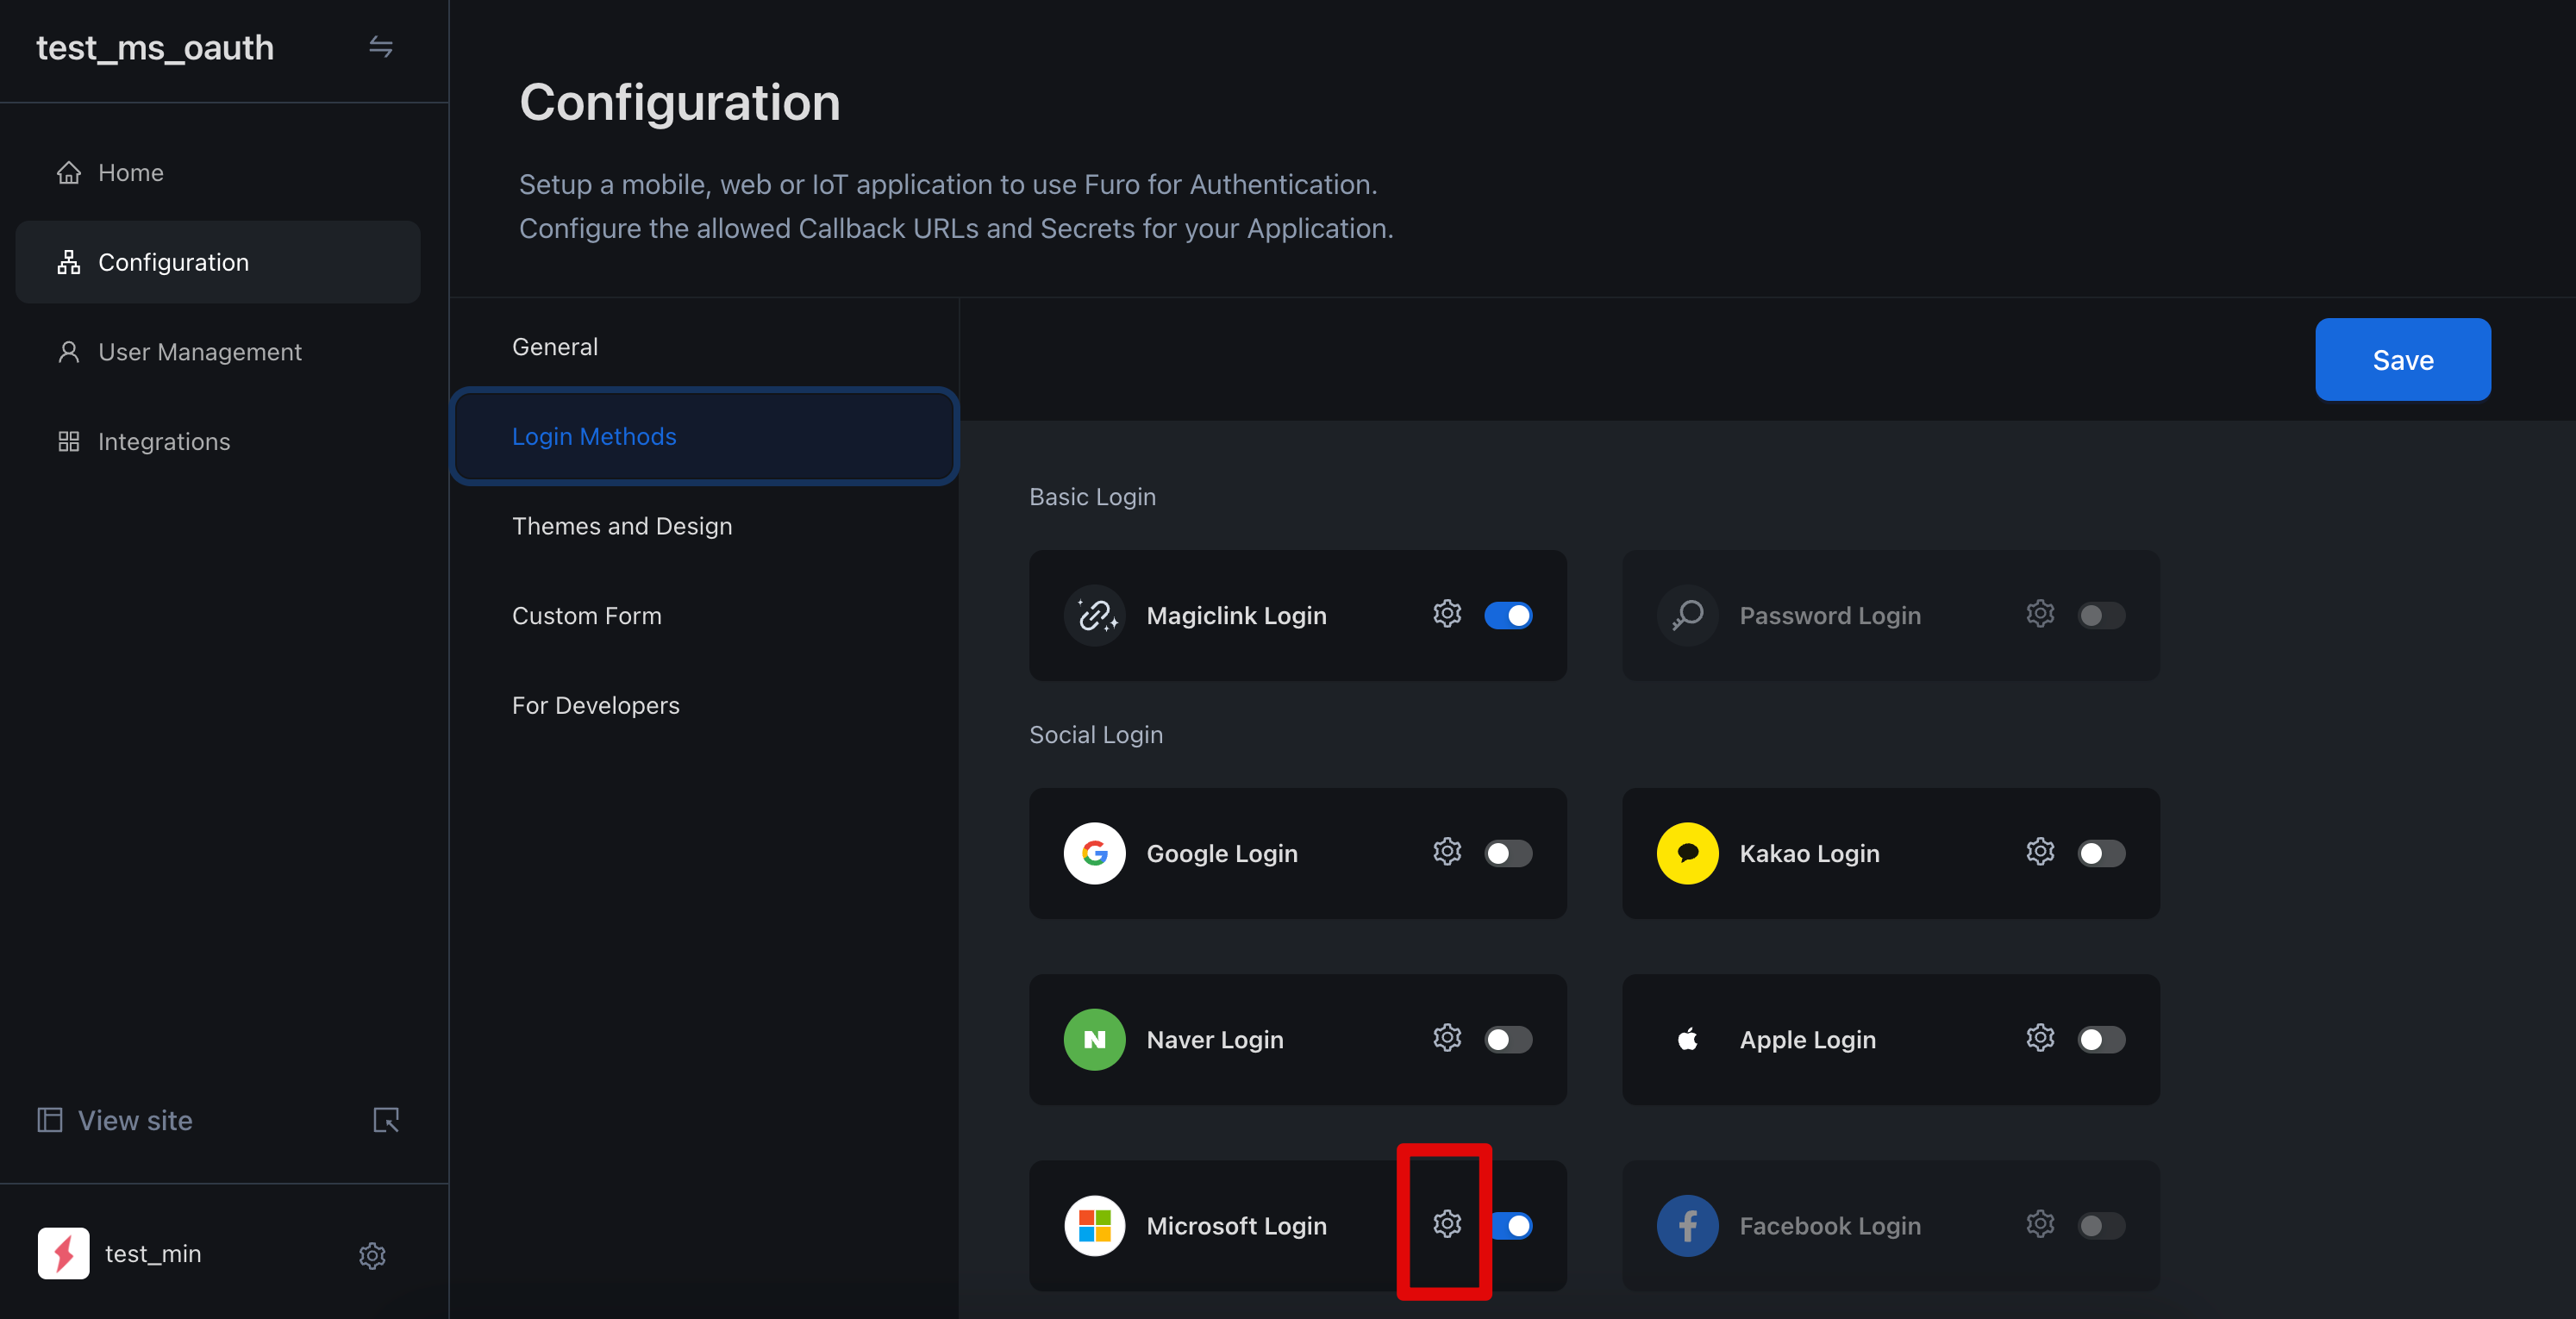 test_ms_oauth
Home
Configuration
User Management
Integrations
View site
test_min
Configuration
Setup a mobile, web or IoT application to use Furo for Authentication.
Configure the allowed Callback URLs and Secrets for your Application.
General
Login Methods
Themes and Design
Custom Form
For Developers
Save
Basic Login
Magiclink Login
Password Login
Social Login
Google Login
Kakao Login
Naver Login
Apple Login
Microsoft Login
Facebook Login